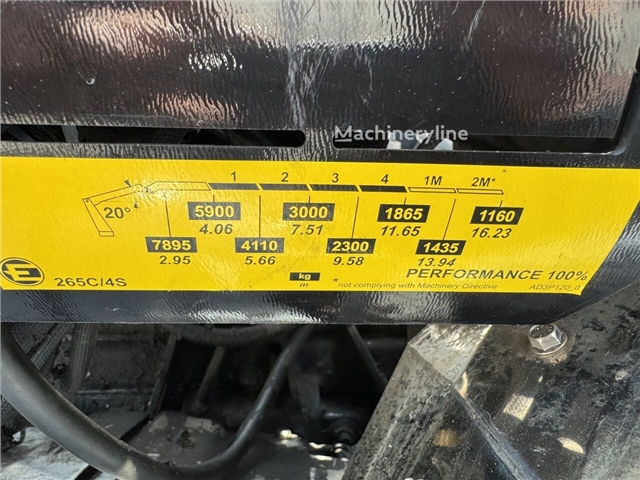 Machineryline
1 2 3 4 1M 2M*
20°
5900 3000 1865 1160
4.06 7.51 11.65 16.23
7895 4110 2300 1435
2.95 5.66 9.58 13.94
E 265C/4S
kg
m
PERFORMANCE 100%
* not complying with Machinery Directive
AD3P120_0